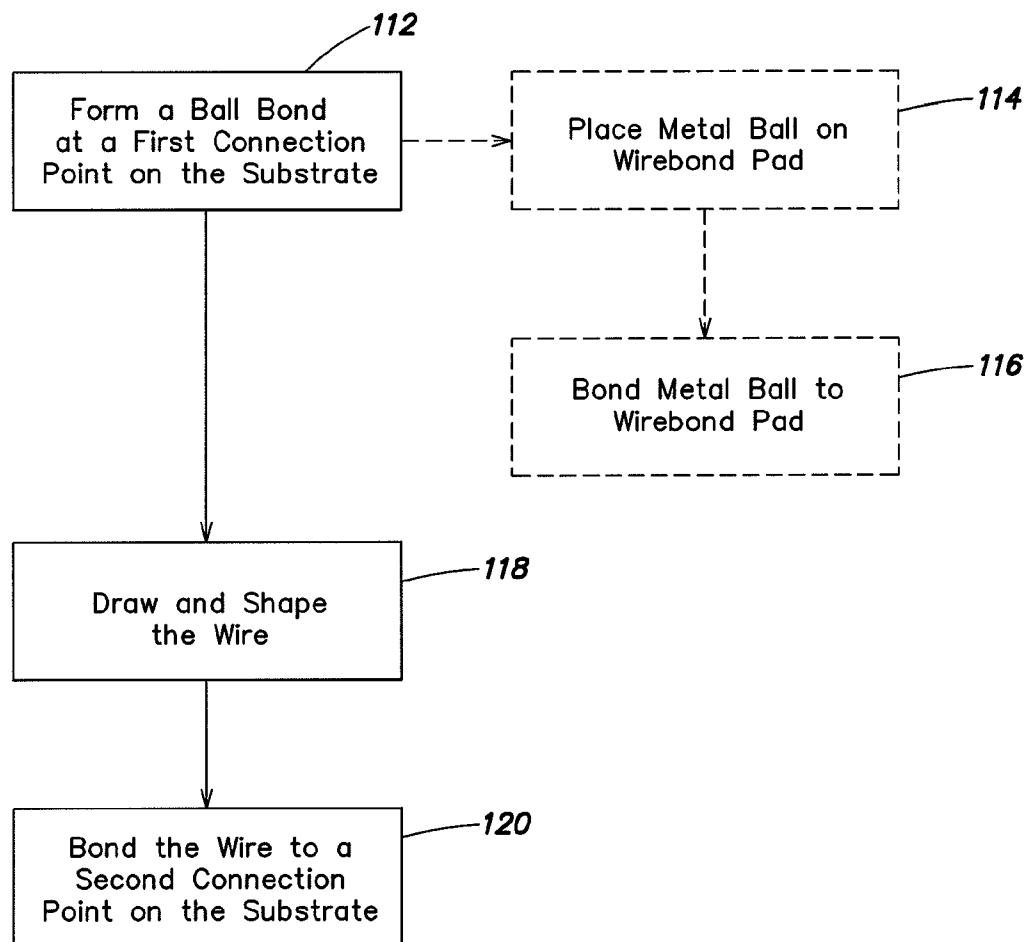 112
Form a Ball Bond
at a First Connection
Point on the Substrate
114
Place Metal Ball on
Wirebond Pad
116
Bond Metal Ball to
Wirebond Pad
118
Draw and Shape
the Wire
120
Bond the Wire to a
Second Connection
Point on the Substrate